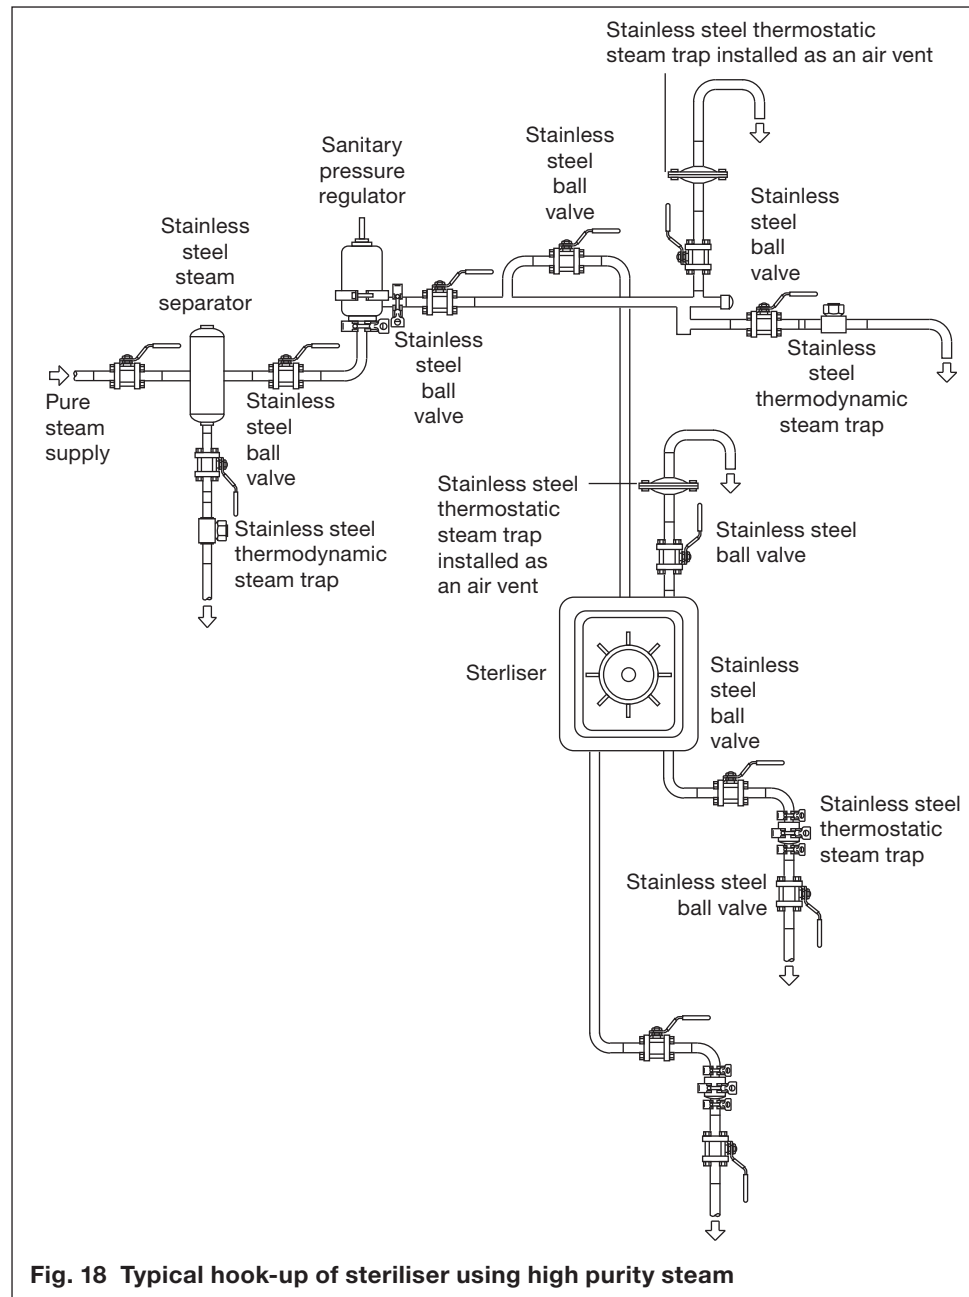 Stainless steel thermostatic
steam trap installed as an air vent
Stainless
steel
ball
valve
Sanitary
pressure
regulator
Stainless
steel
ball
valve
Stainless
steel
steam
separator
Stainless
steel
ball
valve
Stainless
steel
thermodynamic
steam trap
Pure
steam
supply
Stainless
steel
ball
valve
Stainless steel
thermodynamic
steam trap
Stainless steel
thermostatic
steam trap
installed as
an air vent
Stainless steel
ball valve
Sterliser
Stainless
steel
ball
valve
Stainless steel
thermostatic
steam trap
Stainless steel
ball valve
Fig. 18 Typical hook-up of steriliser using high purity steam